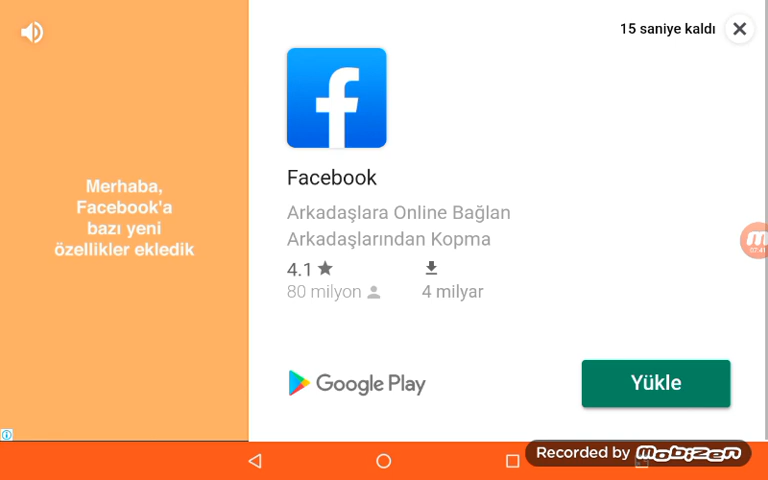 15 saniye kaldı
Merhaba,
Facebook'a
bazı yeni
özellikler ekledik
Facebook
Arkadaşlara Online Bağlan
Arkadaşlarından Kopma
4.1
80 milyon
4 milyar
Google Play
Yükle
Recorded by Mobizen